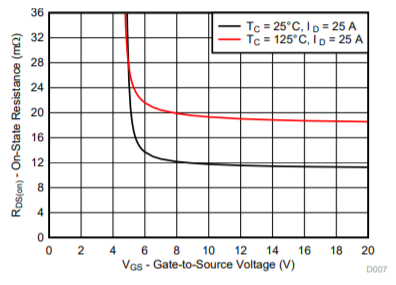 36
32
28
24
20
16
12
8
4
0
0 2 4 6 8 10 12 14 16 18 20
RDS(on) - On-State Resistance (mΩ)
VGS - Gate-to-Source Voltage (V)
TC = 25°C, I D = 25 A
TC = 125°C, I D = 25 A
D007